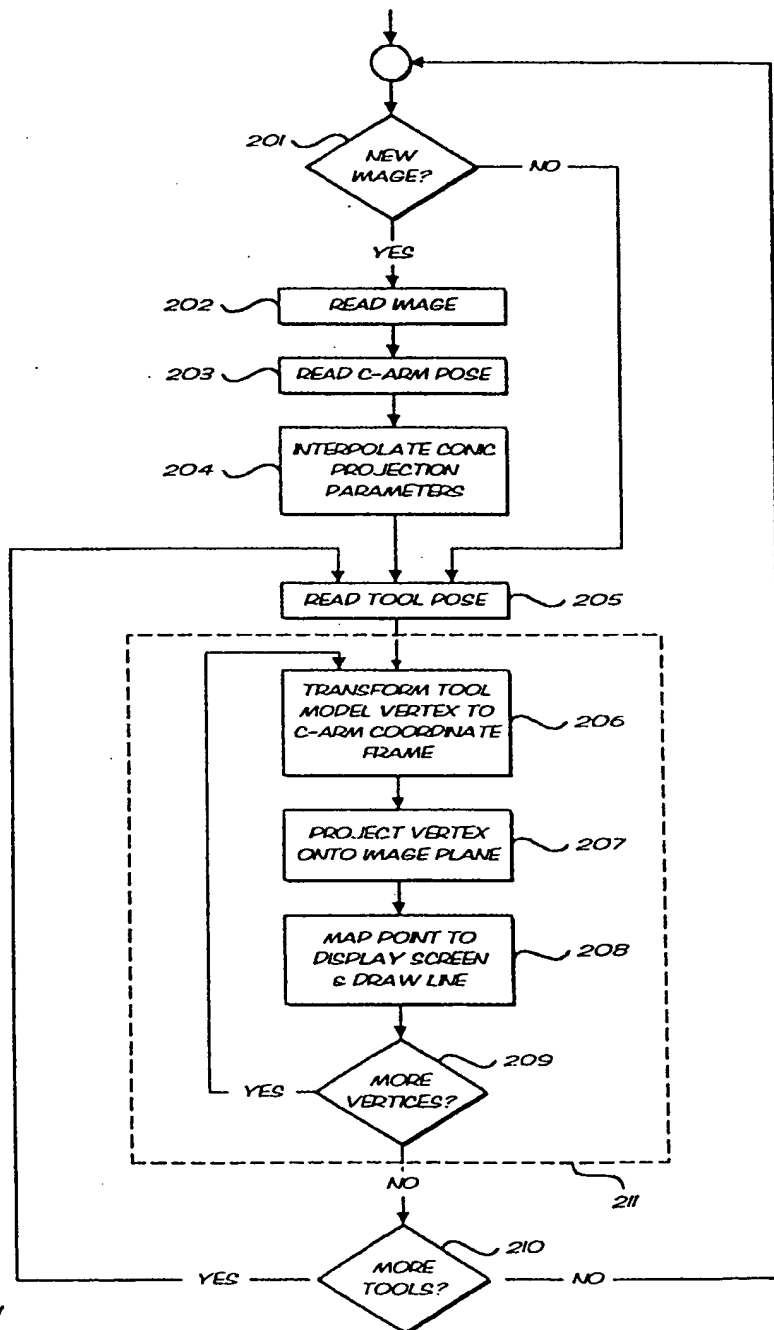 201
NEW
IMAGE?
NO
YES
202
READ IMAGE
203
READ C-ARM POSE
204
INTERPOLATE CONIC
PROJECTION
PARAMETERS
READ TOOL POSE
205
TRANSFORM TOOL
MODEL VERTEX TO
C-ARM COORDINATE
FRAME
206
PROJECT VERTEX
ONTO IMAGE PLANE
207
MAP POINT TO
DISPLAY SCREEN
& DRAW LINE
208
209
MORE
VERTICES?
YES
NO
211
210
MORE
TOOLS?
YES
NO